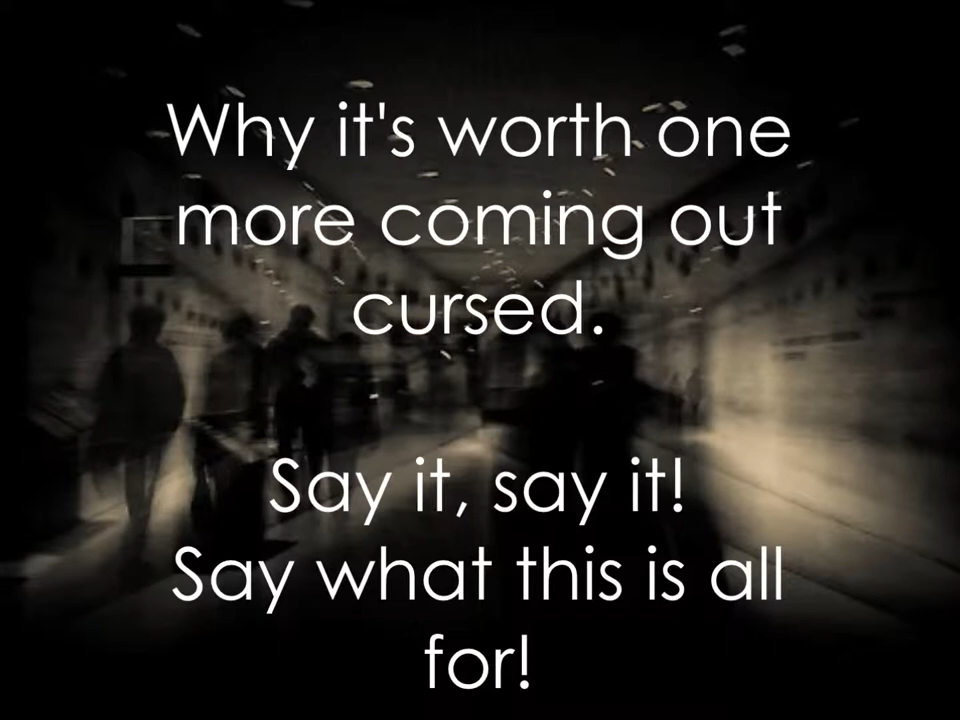 Why it's worth one
more coming out
cursed.
Say it, say it!
Say what this is all
for!